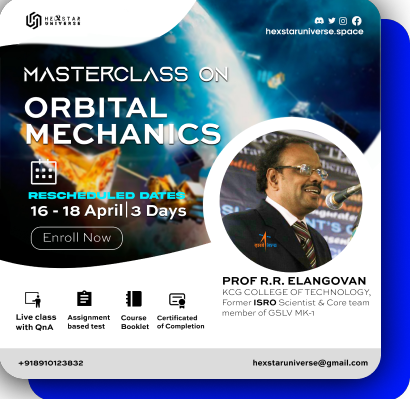 HEXSTAR
UNIVERSE
hexstaruniverse.space
MASTERCLASS ON
ORBITAL
MECHANICS
RESCHEDULED DATES
16 - 18 April| 3 Days
Enroll Now
PROF R.R. ELANGOVAN
KCG COLLEGE OF TECHNOLOGY,
Former ISRO Scientist & Core team
member of GSLV MK-1
Live class
with QnA
Assignment
based test
Course
Booklet
Certificated
of Completion
+918910123832
hexstaruniverse@gmail.com